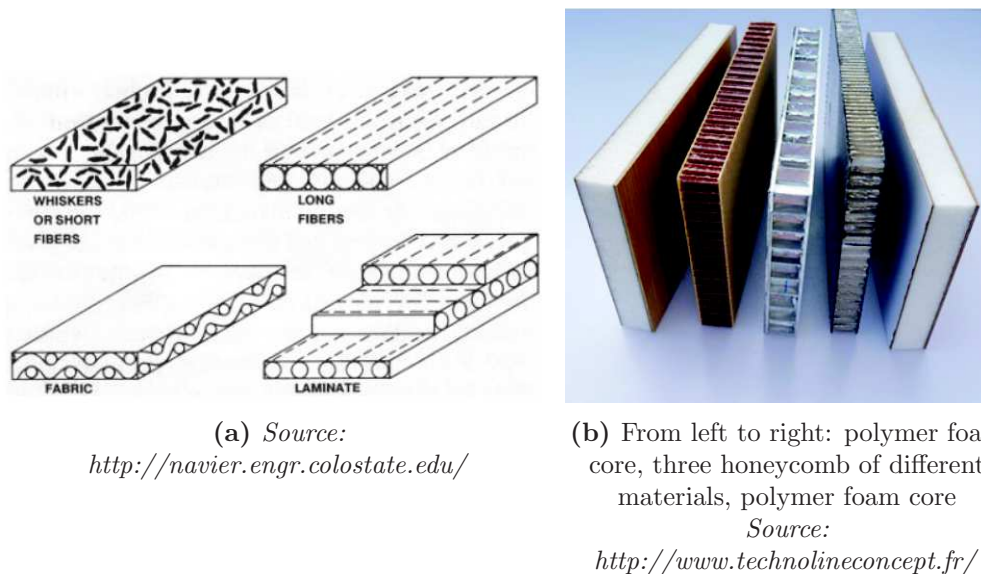 WHISKERS
OR SHORT
FIBERS
LONG
FIBERS
FABRIC
LAMINATE
(a) Source:
http://navier.engr.colostate.edu/
(b) From left to right: polymer foa
core, three honeycomb of different
materials, polymer foam core
Source:
http://www.technolineconcept.fr/